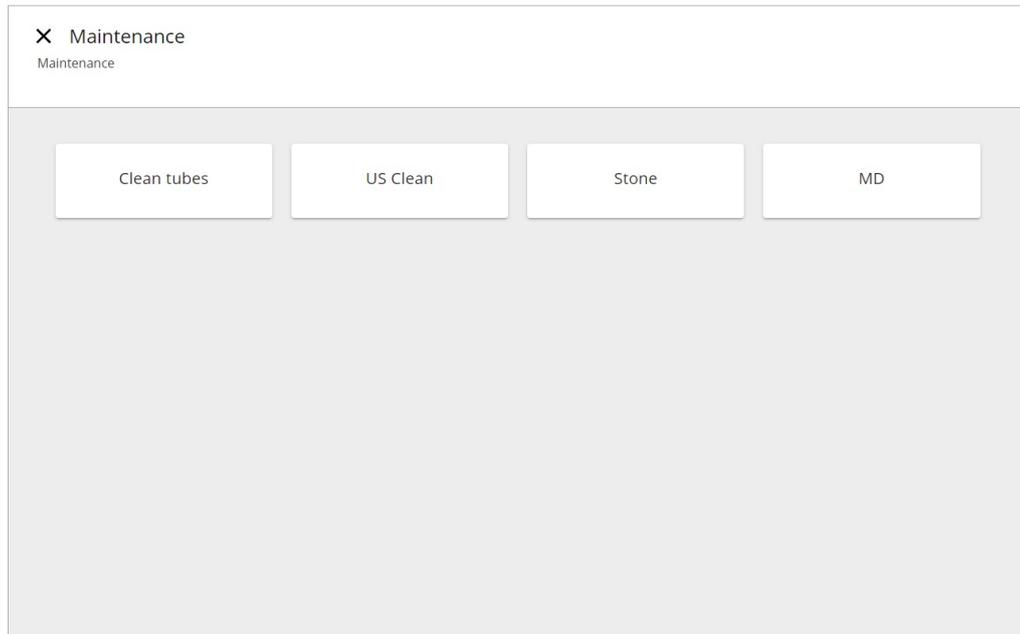 Maintenance
Maintenance
Clean tubes
US Clean
Stone
MD